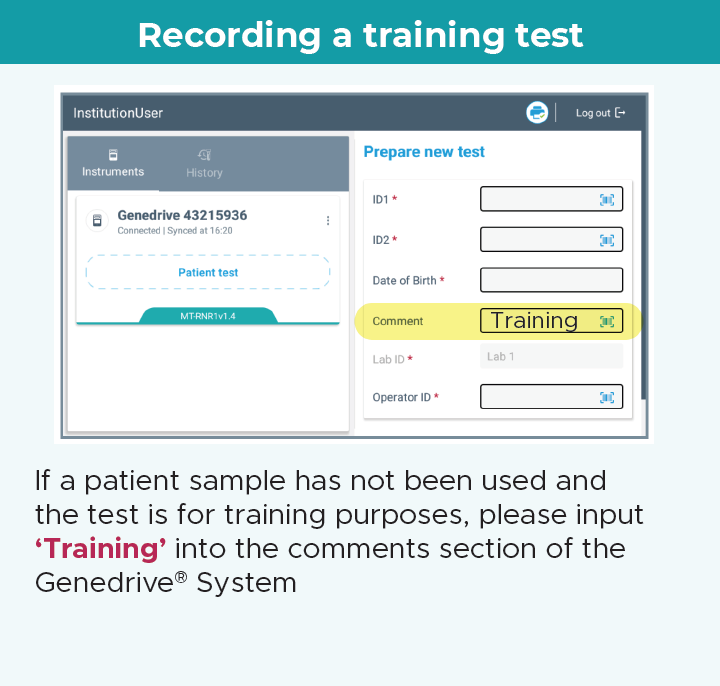 Recording a training test
InstitutionUser
Log out
Instruments
History
Genedrive 43215936
Connected | Synced at 16:20
Patient test
MT-RNR1v1.4
Prepare new test
ID1 *
ID2 *
Date of Birth *
Comment
Training
Lab ID *
Lab 1
Operator ID *
If a patient sample has not been used and
the test is for training purposes, please input
‘Training’ into the comments section of the
Genedrive® System